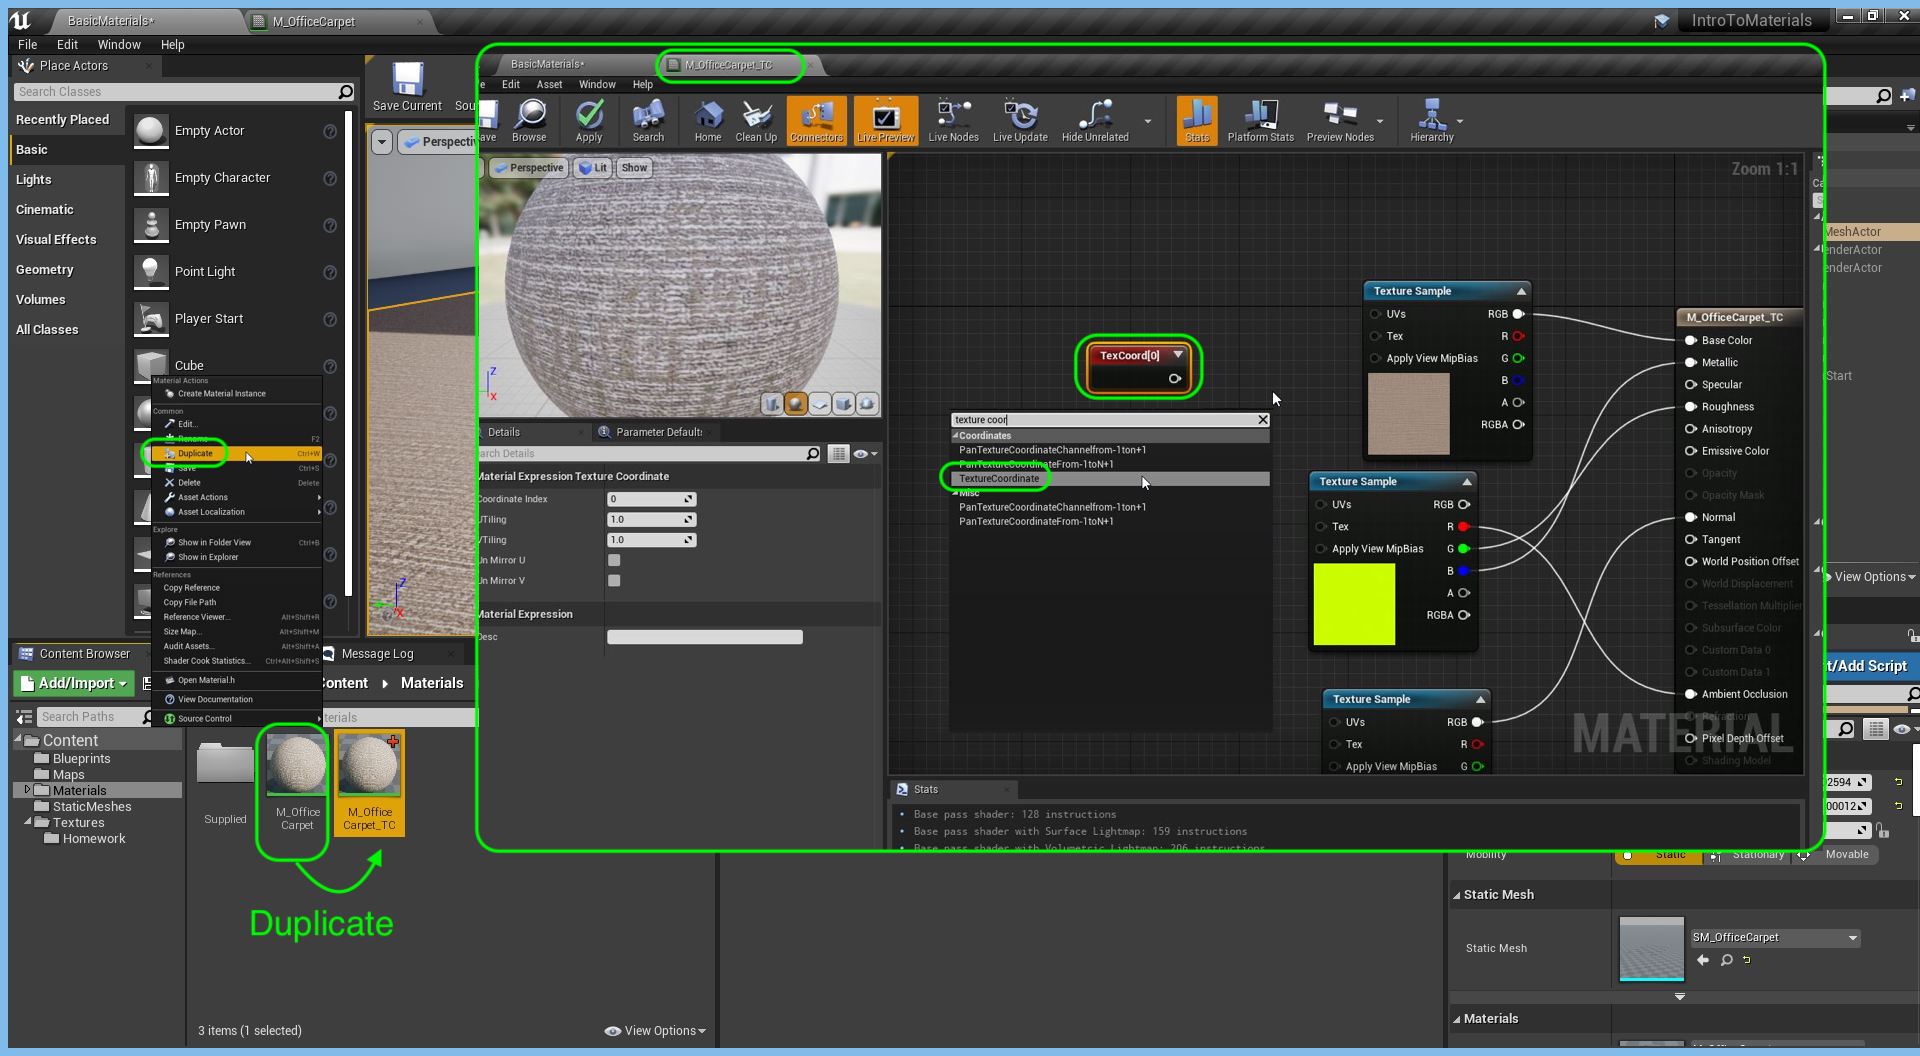 BasicMaterials*
M_OfficeCarpet
IntroToMaterials
File Edit Window Help
Place Actors
Search Classes
Recently Placed
Basic
Lights
Cinematic
Visual Effects
Geometry
Volumes
All Classes
Empty Actor
Empty Character
Empty Pawn
Point Light
Player Start
Cube
Save Current
Sou
Perspectiv
Material Actions
Create Material Instance
Common
Edit...
Rename F2
Duplicate Ctrl+W
Save Ctrl+S
Delete Delete
Asset Actions
Asset Localization
Explore
Show in Folder View Ctrl+B
Show in Explorer
References
Copy Reference
Copy File Path
Reference Viewer... Alt+Shift+R
Size Map... Alt+Shift+M
Audit Assets... Alt+Shift+A
Shader Cook Statistics... Ctrl+Alt+Shift+S
Open Material.h
View Documentation
Source Control
BasicMaterials*
M_OfficeCarpet_TC
e Edit Asset Window Help
ave
Browse
Apply
Search
Home
Clean Up
Connectors
Live Preview
Live Nodes
Live Update
Hide Unrelated
Stats
Platform Stats
Preview Nodes
Hierarchy
Perspective
Lit
Show
Z
X
Details
Parameter Default
arch Details
Material Expression Texture Coordinate
Coordinate Index 0
UTiling 1.0
VTiling 1.0
Un Mirror U
Un Mirror V
Material Expression
Desc
Zoom 1:1
TexCoord[0]
texture coor
Coordinates
PanTextureCoordinateChannelfrom-1ton+1
PanTextureCoordinateFrom-1toN+1
TextureCoordinate
Misc
PanTextureCoordinateChannelfrom-1ton+1
PanTextureCoordinateFrom-1toN+1
Texture Sample
UVs RGB
Tex R
Apply View MipBias G
B
A
RGBA
Texture Sample
UVs RGB
Tex R
Apply View MipBias G
B
A
RGBA
Texture Sample
UVs RGB
Tex R
Apply View MipBias G
M_OfficeCarpet_TC
Base Color
Metallic
Specular
Roughness
Anisotropy
Emissive Color
Opacity
Opacity Mask
Normal
Tangent
World Position Offset
World Displacement
Tessellation Multiplier
Subsurface Color
Custom Data 0
Custom Data 1
Ambient Occlusion
Refraction
Pixel Depth Offset
Shading Model
MATERIAL
Stats
Base pass shader: 128 instructions
Base pass shader with Surface Lightmap: 159 instructions
Base pass shader with Volumetric Lightmap: 206 instructions
Ca
S
MeshActor
enderActor
enderActor
Start
View Options
t/Add Script
2594
00012
Z
X
Content Browser
Message Log
Add/Import
ontent Materials
Search Paths
terials
Content
Blueprints
Maps
Materials
StaticMeshes
Textures
Homework
Supplied
M_Office
Carpet
M_Office
Carpet_TC
Duplicate
3 items (1 selected)
View Options
Mobility
Static
Stationary
Movable
Static Mesh
Static Mesh
SM_OfficeCarpet
Materials